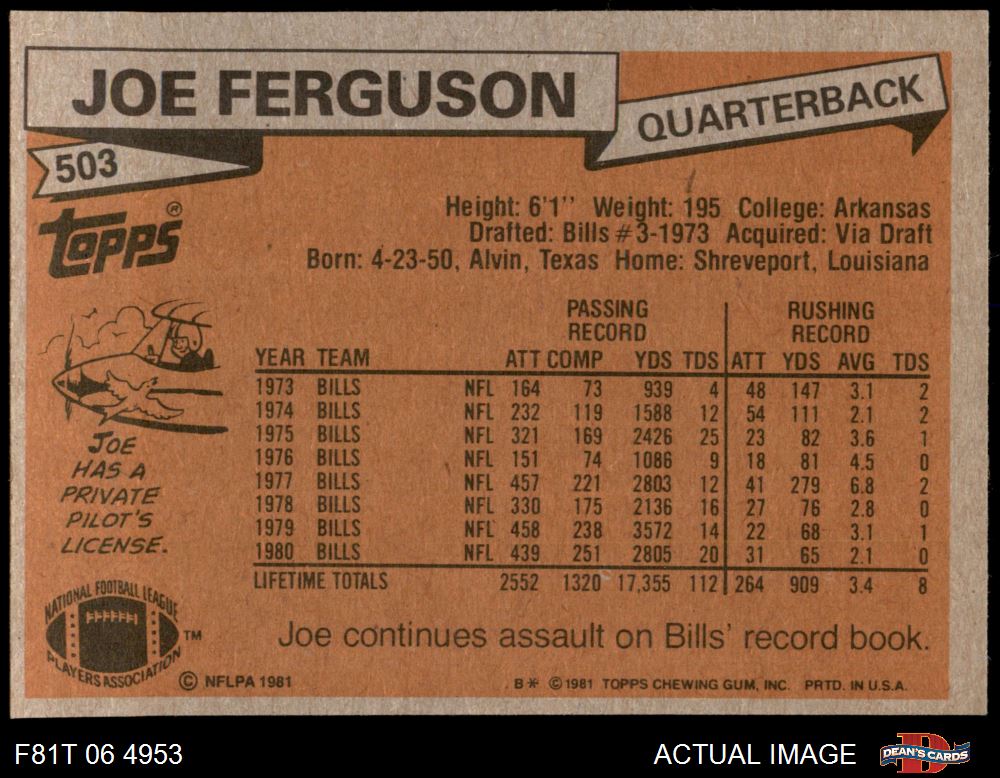 JOE FERGUSON
QUARTERBACK
503
TOPPS®
Height: 6'1'' Weight: 195 College: Arkansas
Drafted: Bills #3-1973 Acquired: Via Draft
Born: 4-23-50, Alvin, Texas Home: Shreveport, Louisiana
PASSING RECORD RUSHING RECORD
YEAR TEAM ATT COMP YDS TDS ATT YDS AVG TDS
1973 BILLS NFL 164 73 939 4 48 147 3.1 2
1974 BILLS NFL 232 119 1588 12 54 111 2.1 2
1975 BILLS NFL 321 169 2426 25 23 82 3.6 1
1976 BILLS NFL 151 74 1086 9 18 81 4.5 0
1977 BILLS NFL 457 221 2803 12 41 279 6.8 2
1978 BILLS NFL 330 175 2136 16 27 76 2.8 0
1979 BILLS NFL 458 238 3572 14 22 68 3.1 1
1980 BILLS NFL 439 251 2805 20 31 65 2.1 0
LIFETIME TOTALS 2552 1320 17,355 112 264 909 3.4 8
JOE
HAS A
PRIVATE
PILOT'S
LICENSE.
NATIONAL FOOTBALL LEAGUE
PLAYERS ASSOCIATION
TM
Joe continues assault on Bills' record book.
© NFLPA 1981
B* ©1981 TOPPS CHEWING GUM, INC. PRTD. IN U.S.A.
F81T 06 4953
ACTUAL IMAGE
DEAN'S CARDS